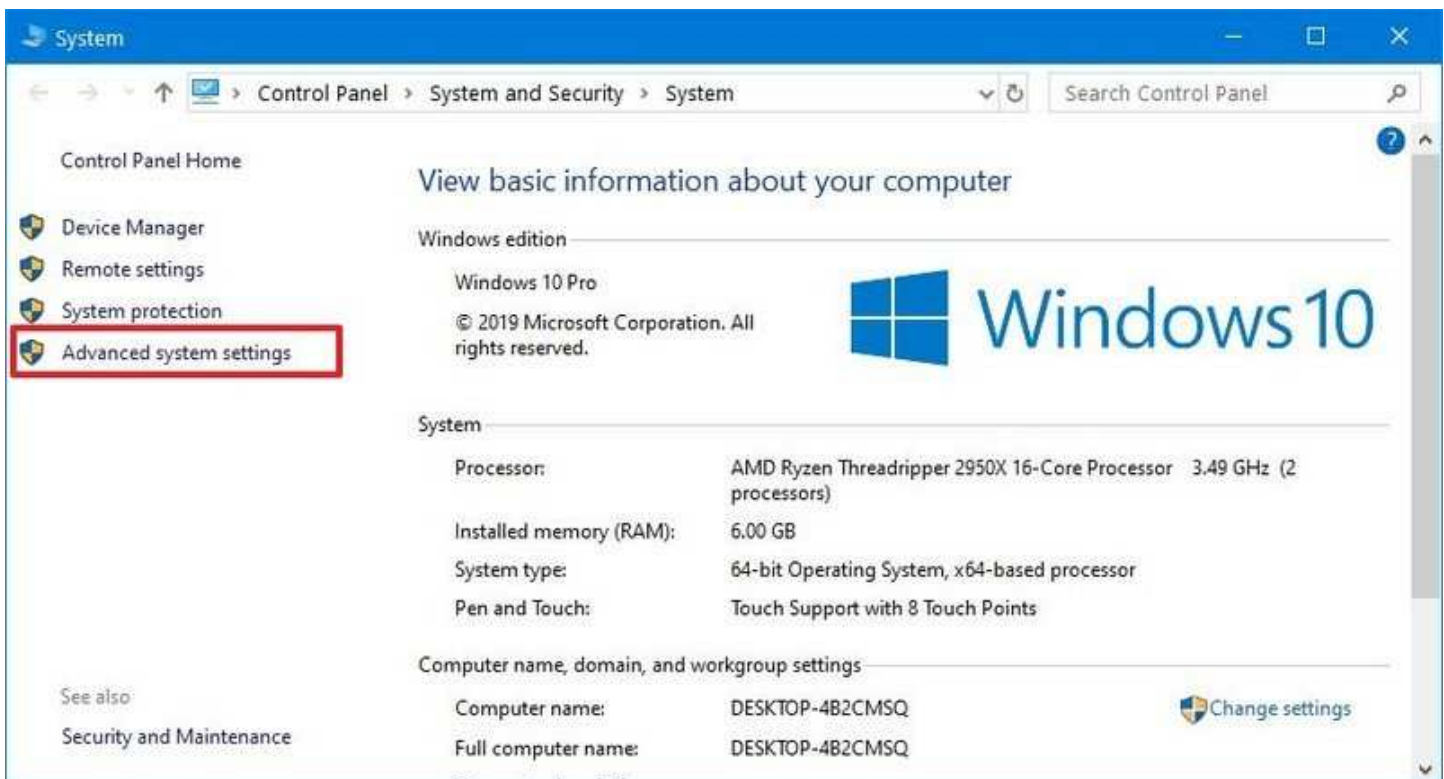 System
Control Panel > System and Security > System
Search Control Panel
Control Panel Home
Device Manager
Remote settings
System protection
Advanced system settings
See also
Security and Maintenance
?
View basic information about your computer
Windows edition
Windows 10 Pro
© 2019 Microsoft Corporation. All
rights reserved.
Windows 10
System
Processor: AMD Ryzen Threadripper 2950X 16-Core Processor 3.49 GHz (2
processors)
Installed memory (RAM): 6.00 GB
System type: 64-bit Operating System, x64-based processor
Pen and Touch: Touch Support with 8 Touch Points
Computer name, domain, and workgroup settings
Computer name: DESKTOP-4B2CMSQ
Change settings
Full computer name: DESKTOP-4B2CMSQ